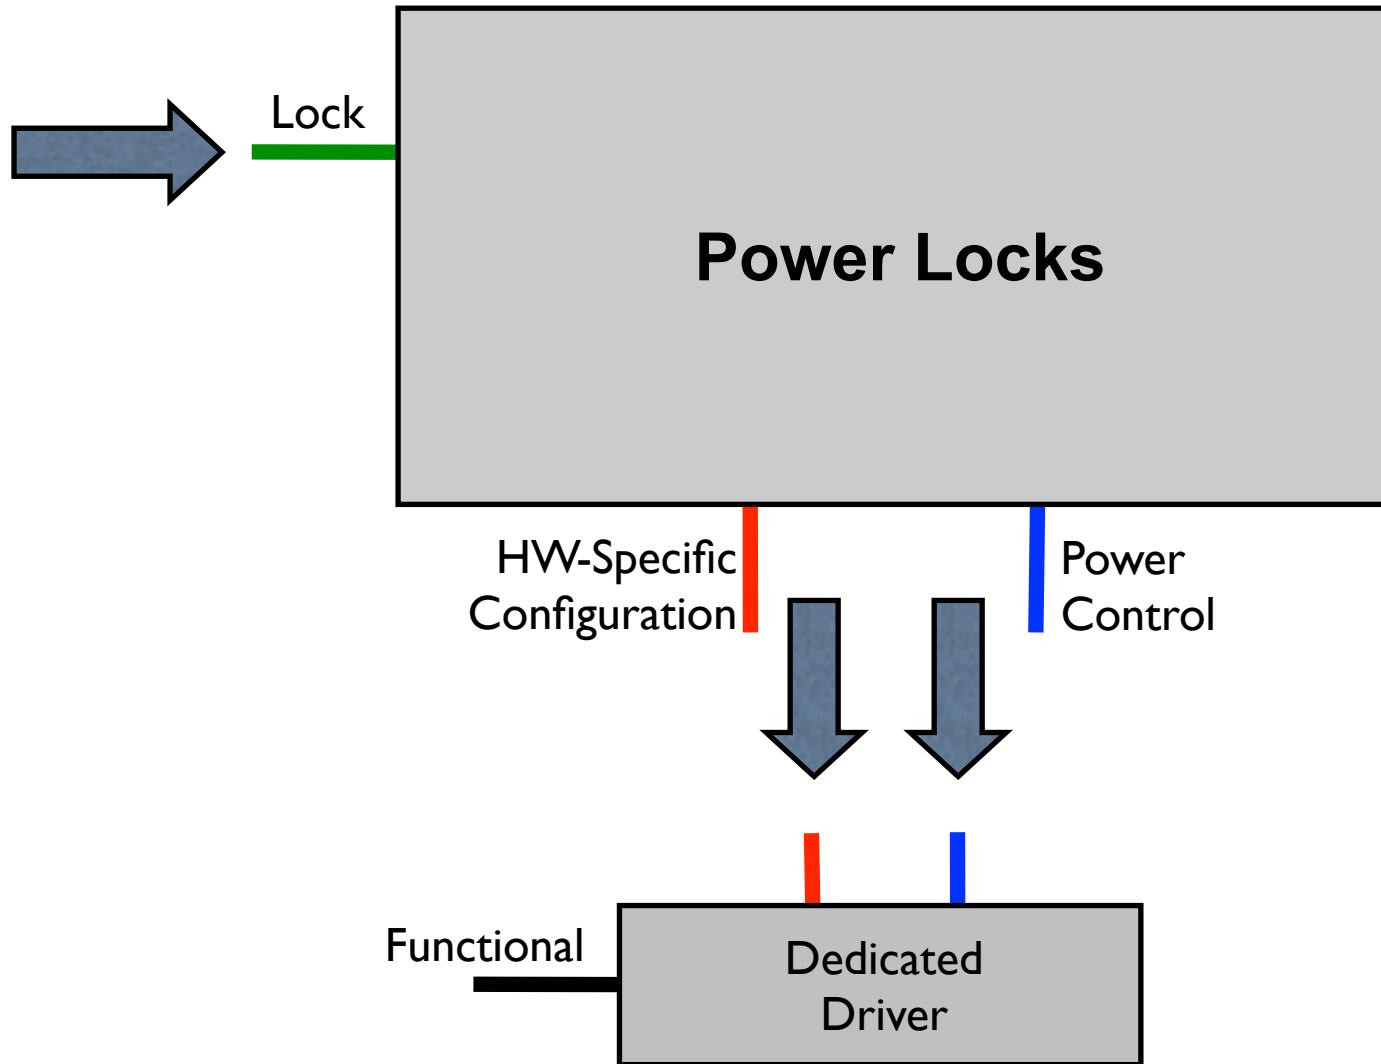 Lock
Power Locks
HW-Specific
Configuration
Power
Control
Functional
Dedicated
Driver